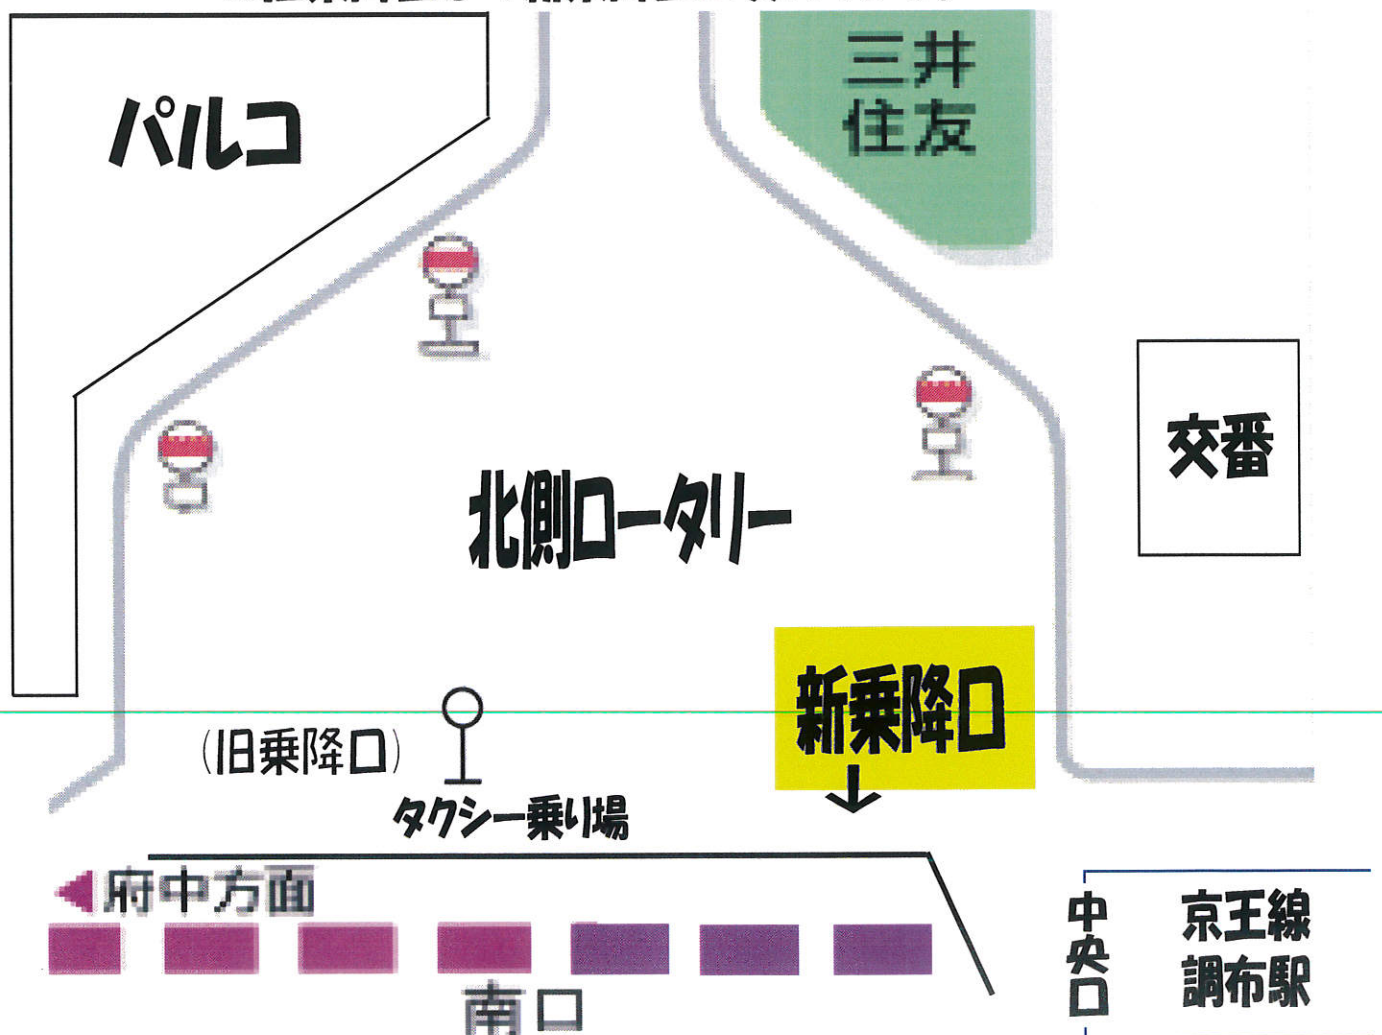 パルコ
三井
住友
交番
北側ロータリー
新乗降口
(旧乗降口)
タクシー乗り場
府中方面
南口
中央口
京王線
調布駅